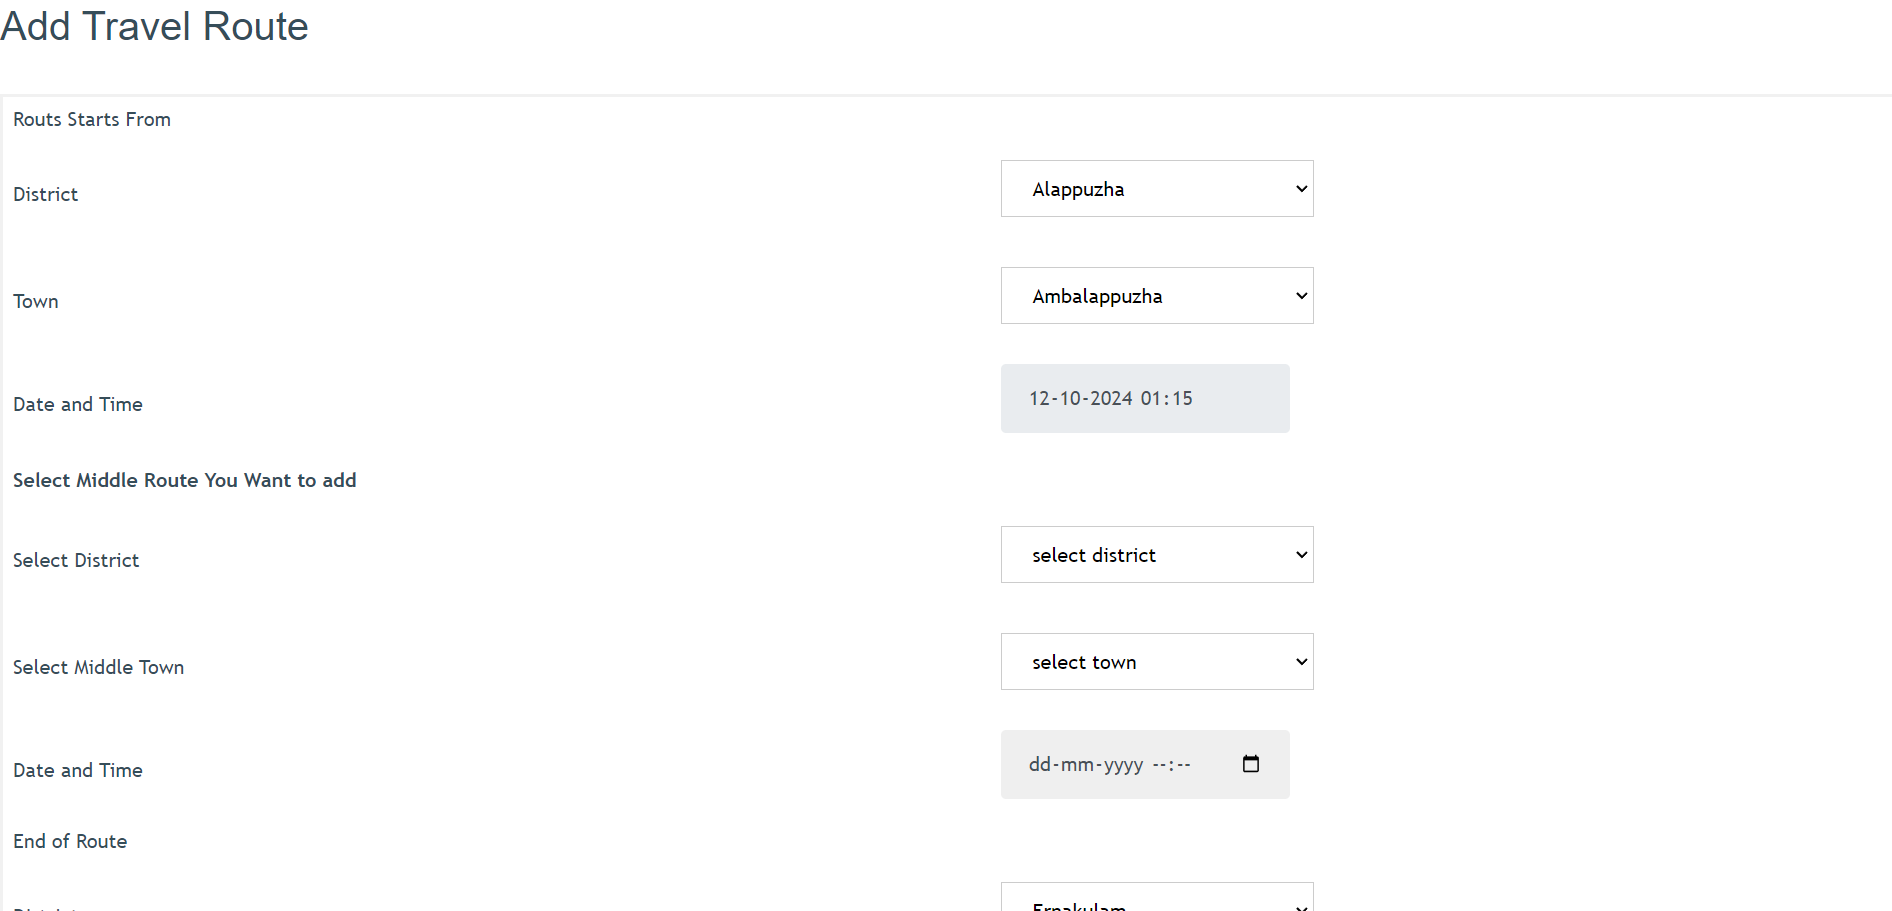 Add Travel Route
Routs Starts From
District
Alappuzha
Town
Ambalappuzha
Date and Time
12-10-2024 01:15
Select Middle Route You Want to add
Select District
select district
Select Middle Town
select town
Date and Time
dd-mm-yyyy --:--
End of Route
District
Ernakulam